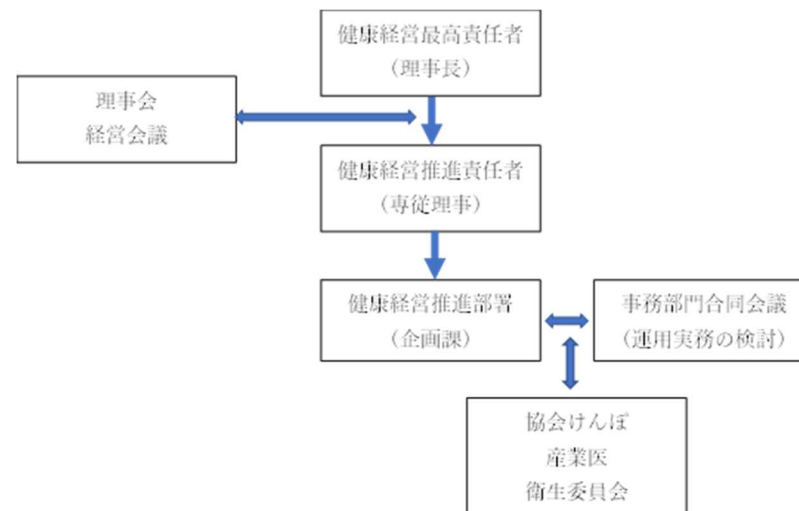 健康経営最高責任者
（理事長）
理事会
経営会議
健康経営推進責任者
（専従理事）
健康経営推進部署
（企画課）
事務部門合同会議
（運用実務の検討）
協会けんぽ
産業医
衛生委員会